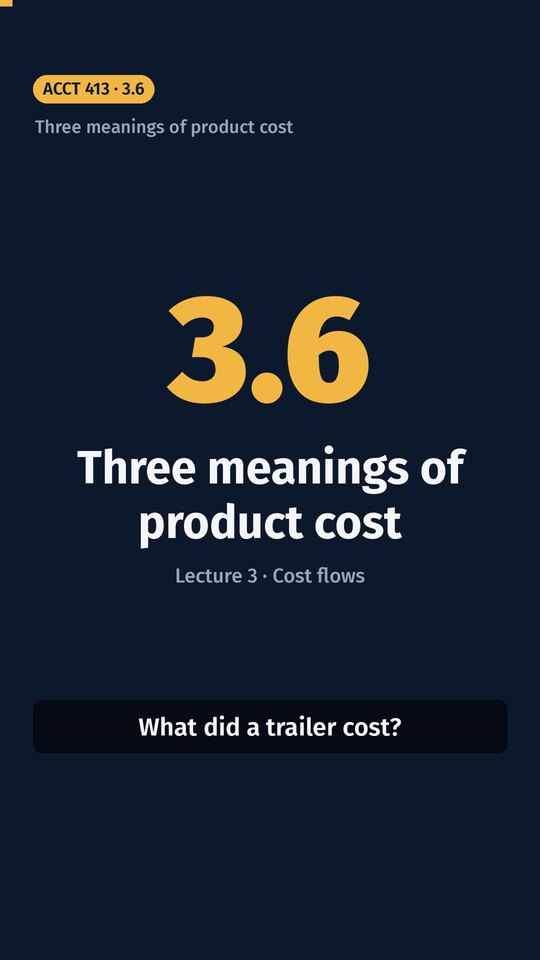 ACCT 413 · 3.6
Three meanings of product cost
3.6
Three meanings of
product cost
Lecture 3 · Cost flows
What did a trailer cost?